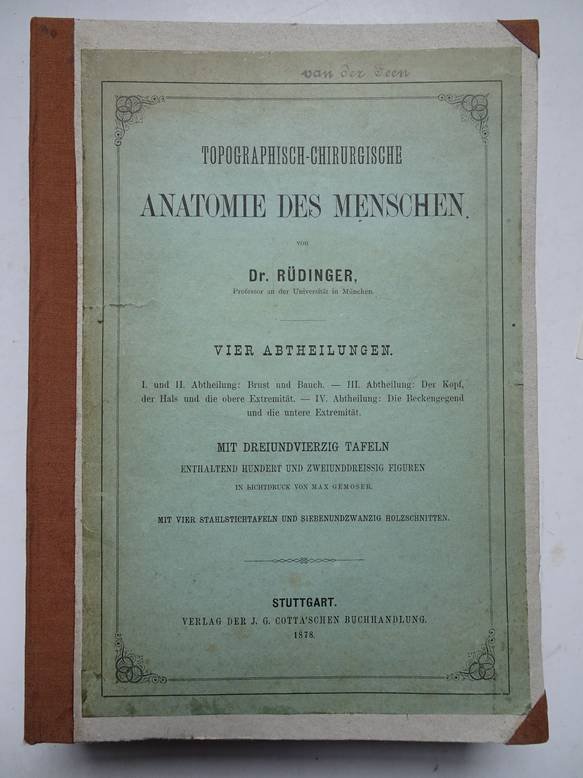 van der Feen
TOPOGRAPHISCH-CHIRURGISCHE
ANATOMIE DES MENSCHEN.
VON
Dr. RÜDINGER,
Professor an der Universität in München.
VIER ABTHEILUNGEN.
I. und II. Abtheilung: Brust und Bauch. — III. Abtheilung: Der Kopf,
der Hals und die obere Extremität. — IV. Abtheilung: Die Beckengegend
und die untere Extremität.
MIT DREIUNDVIERZIG TAFELN
ENTHALTEND HUNDERT UND ZWEIUNDDREISSIG FIGUREN
IN LICHTDRUCK VON MAX GEMOSER.
MIT VIER STAHLSTICHTAFELN UND SIEBENUNDZWANZIG HOLZSCHNITTEN.
STUTTGART.
VERLAG DER J. G. COTTA'SCHEN BUCHHANDLUNG.
1878.